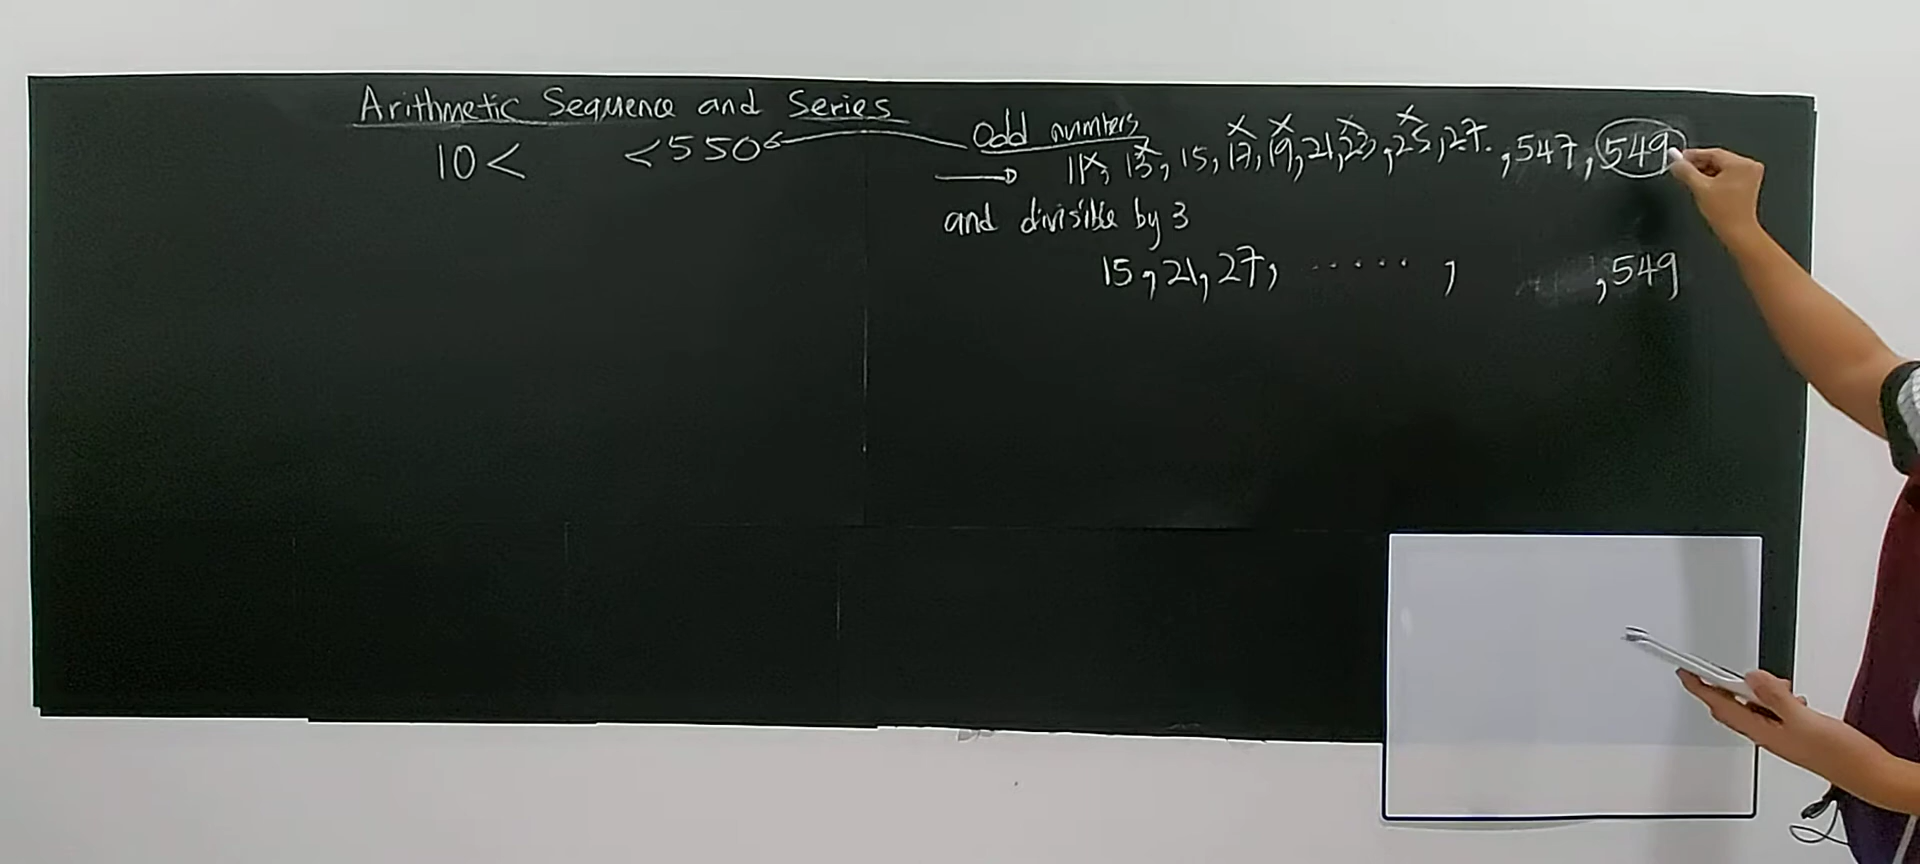 Arithmetic Sequence and Series
10 < < 550
Odd numbers
11, 13, 15, 17, 19, 21, 23, 25, 27. , 547, 549
and divisible by 3
15, 21, 27, ..... , , 549